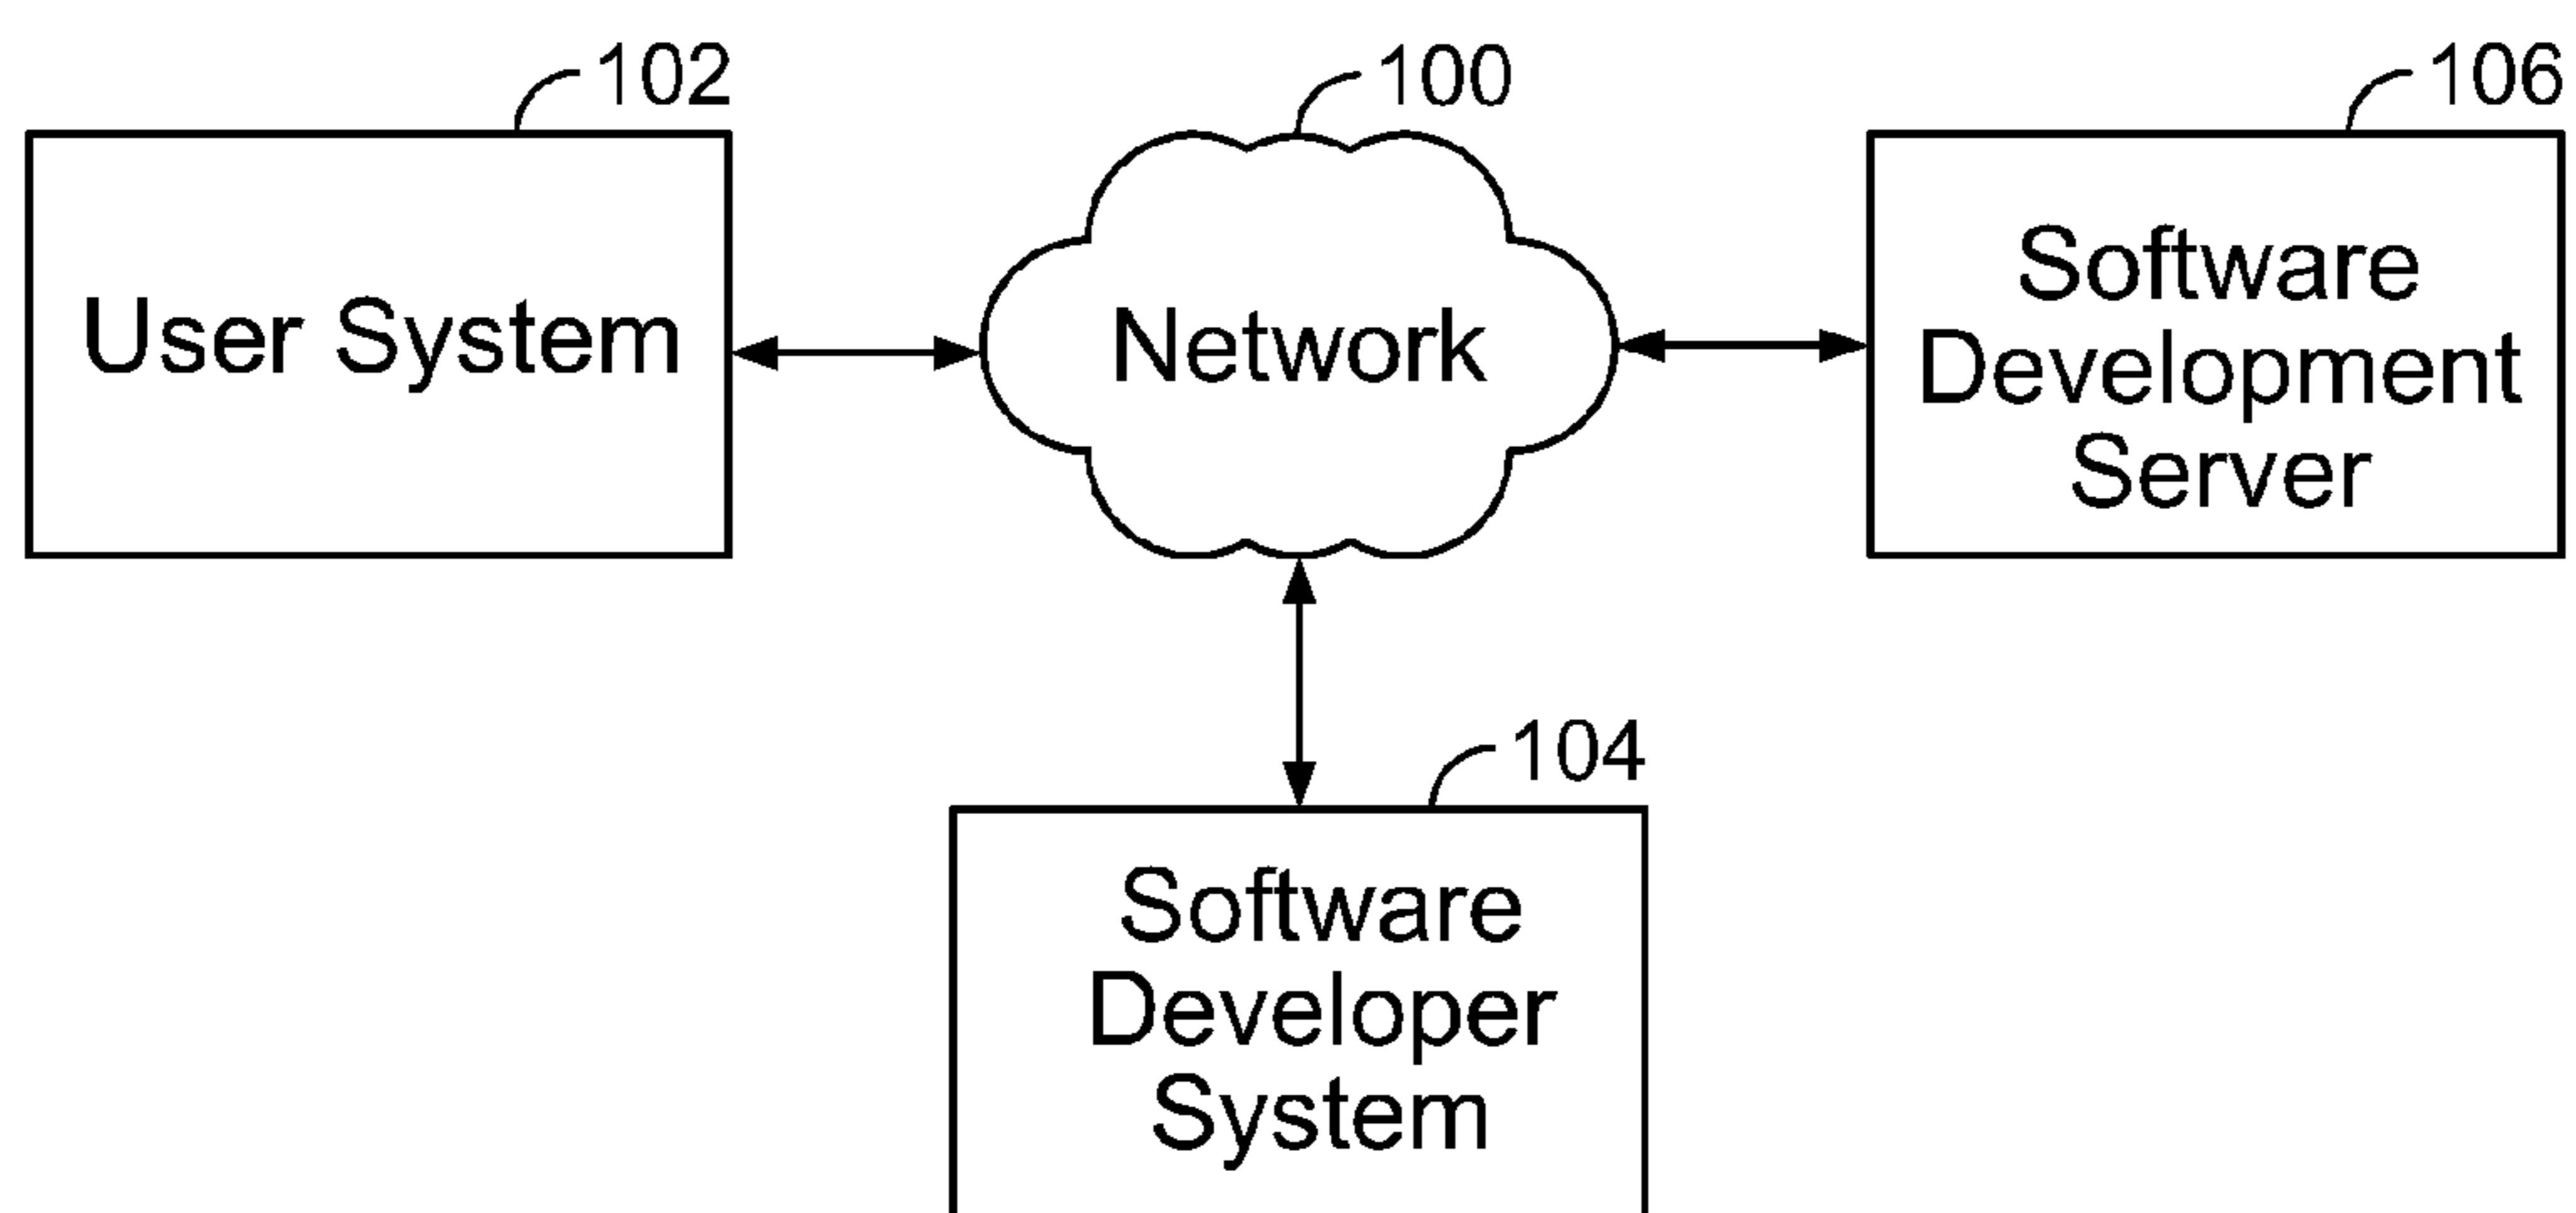 102
100
106
User System
Network
Software
Development
Server
104
Software
Developer
System